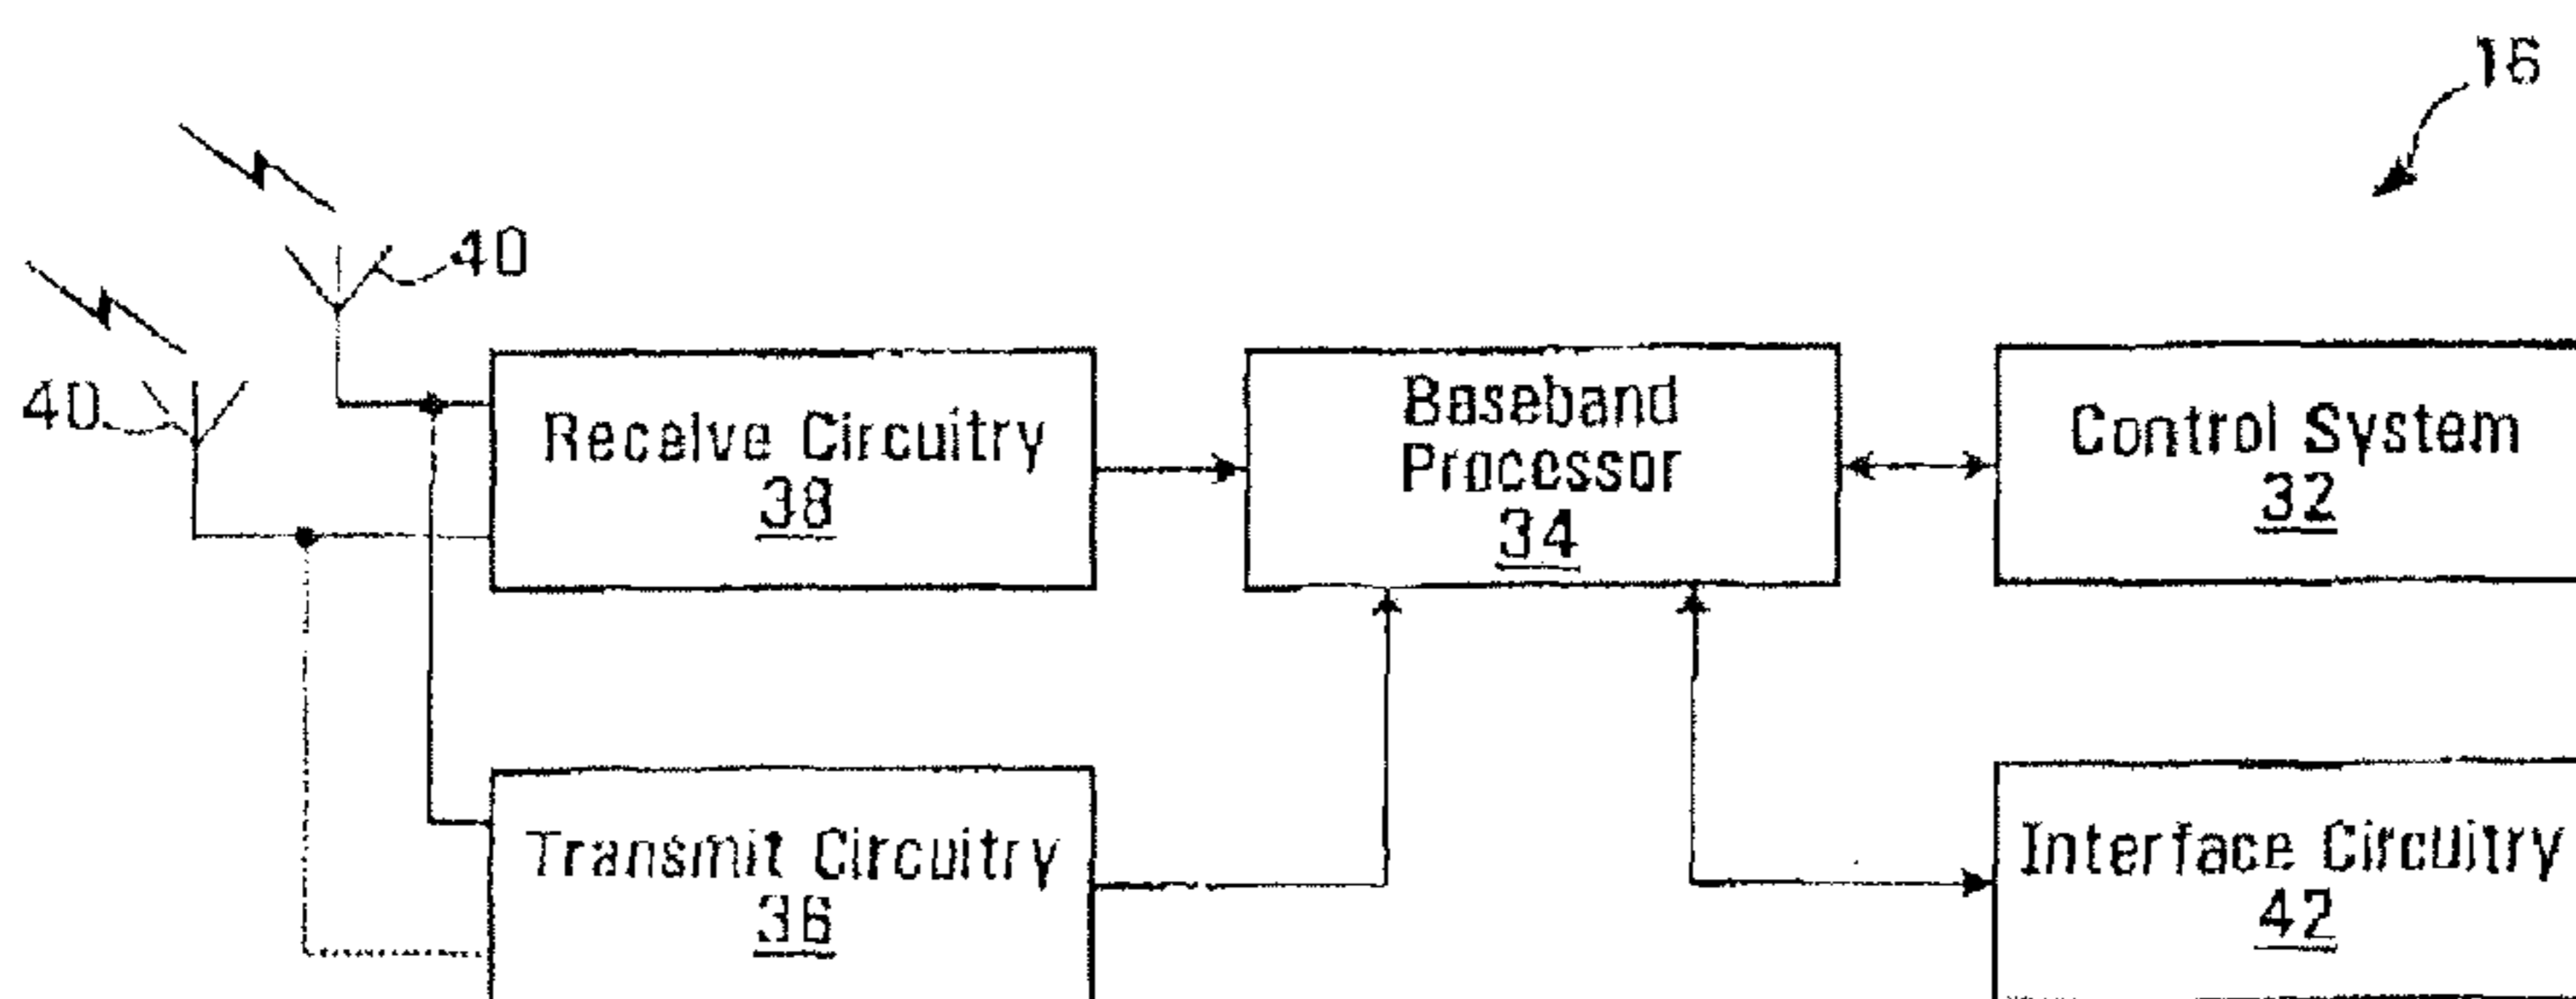 16
40
40
Receive Circuitry
38
Baseband
Processor
34
Control System
32
Transmit Circuitry
36
Interface Circuitry
42